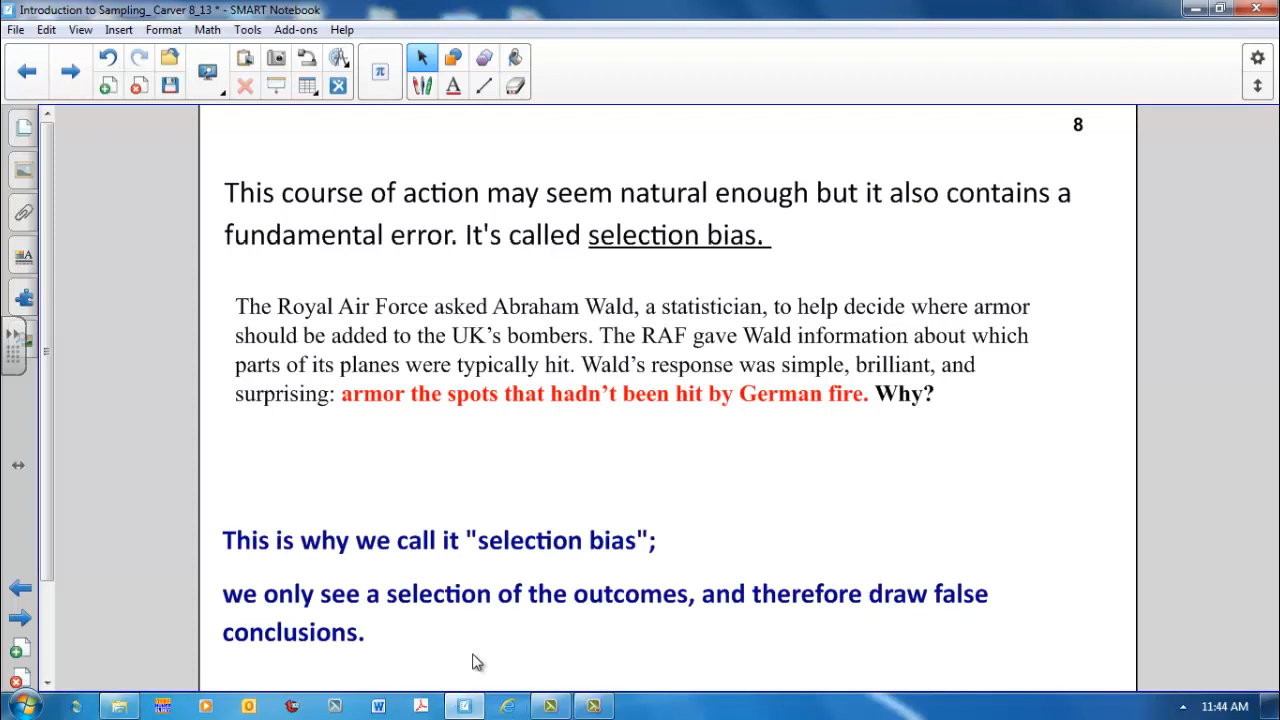 Introduction to Sampling_ Carver 8_13 * - SMART Notebook
File Edit View Insert Format Math Tools Add-ons Help
π
A
8
This course of action may seem natural enough but it also contains a
fundamental error. It's called selection bias.
The Royal Air Force asked Abraham Wald, a statistician, to help decide where armor
should be added to the UK’s bombers. The RAF gave Wald information about which
parts of its planes were typically hit. Wald’s response was simple, brilliant, and
surprising: armor the spots that hadn’t been hit by German fire. Why?
This is why we call it "selection bias";
we only see a selection of the outcomes, and therefore draw false
conclusions.
11:44 AM